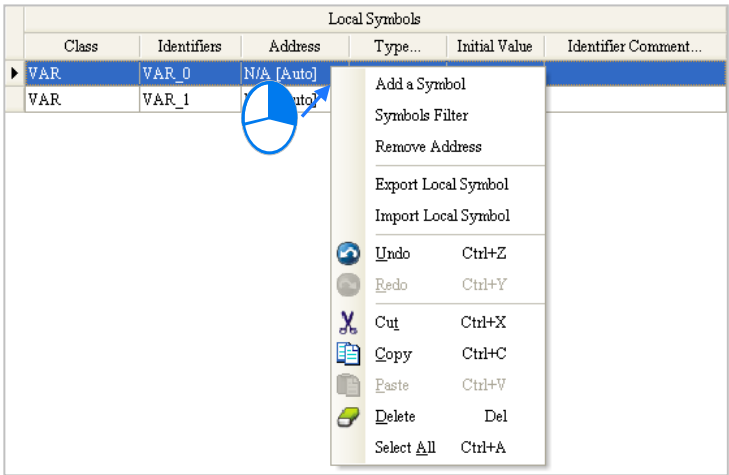 Local Symbols
Class Identifiers Address Type... Initial Value Identifier Comment...
VAR VAR_0 N/A [Auto]
VAR VAR_1
Add a Symbol
Symbols Filter
Remove Address
Export Local Symbol
Import Local Symbol
Undo Ctrl+Z
Redo Ctrl+Y
Cut Ctrl+X
Copy Ctrl+C
Paste Ctrl+V
Delete Del
Select All Ctrl+A